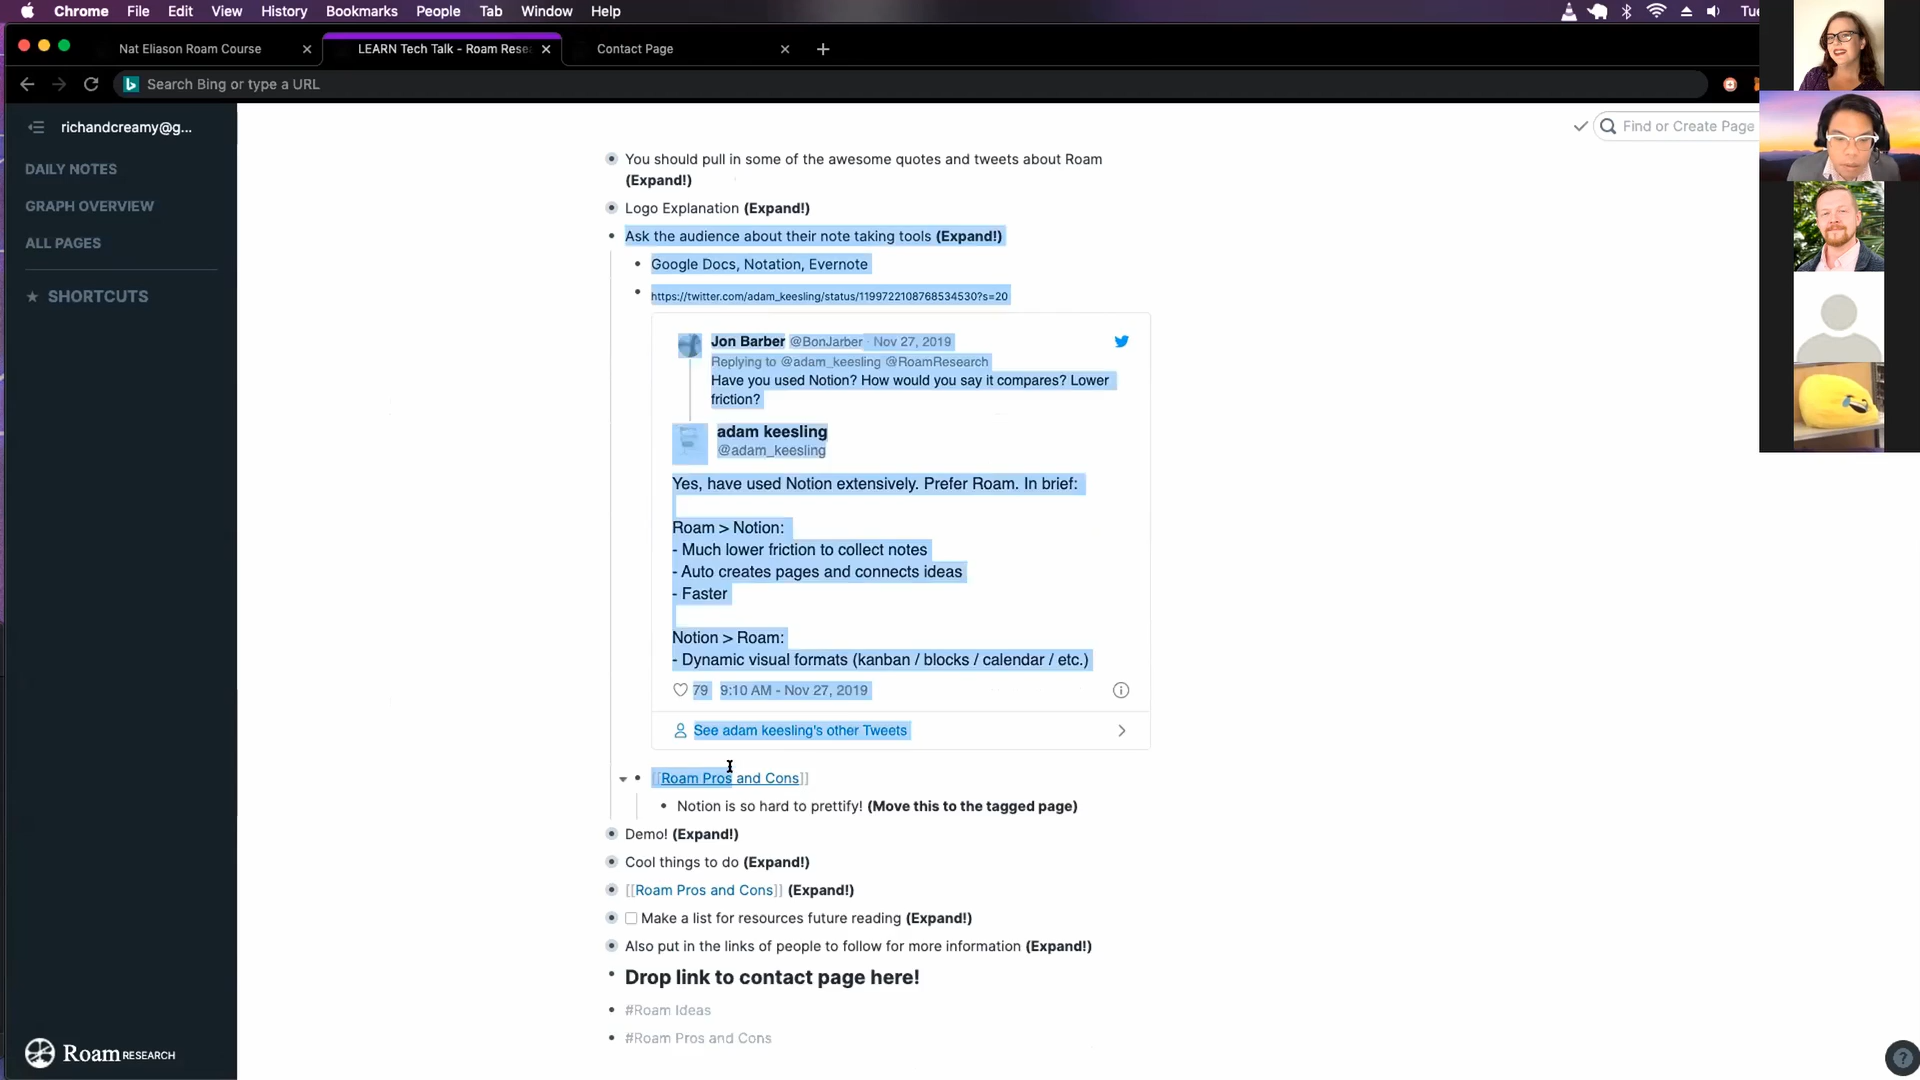 Chrome File Edit View History Bookmarks People Tab Window Help
Tue
Nat Eliason Roam Course
LEARN Tech Talk - Roam Rese
Contact Page
Search Bing or type a URL
richandcreamy@g...
Find or Create Page
DAILY NOTES
GRAPH OVERVIEW
ALL PAGES
SHORTCUTS
You should pull in some of the awesome quotes and tweets about Roam
(Expand!)
Logo Explanation (Expand!)
Ask the audience about their note taking tools (Expand!)
Google Docs, Notation, Evernote
https://twitter.com/adam_keesling/status/1199722108768534530?s=20
Jon Barber @BonJarber · Nov 27, 2019
Replying to @adam_keesling @RoamResearch
Have you used Notion? How would you say it compares? Lower
friction?
adam keesling
@adam_keesling
Yes, have used Notion extensively. Prefer Roam. In brief:
Roam > Notion:
- Much lower friction to collect notes
- Auto creates pages and connects ideas
- Faster
Notion > Roam:
- Dynamic visual formats (kanban / blocks / calendar / etc.)
79 9:10 AM - Nov 27, 2019
See adam keesling's other Tweets
[[Roam Pros and Cons]]
Notion is so hard to prettify! (Move this to the tagged page)
Demo! (Expand!)
Cool things to do (Expand!)
[[Roam Pros and Cons]] (Expand!)
Make a list for resources future reading (Expand!)
Also put in the links of people to follow for more information (Expand!)
Drop link to contact page here!
#Roam Ideas
#Roam Pros and Cons
Roam RESEARCH